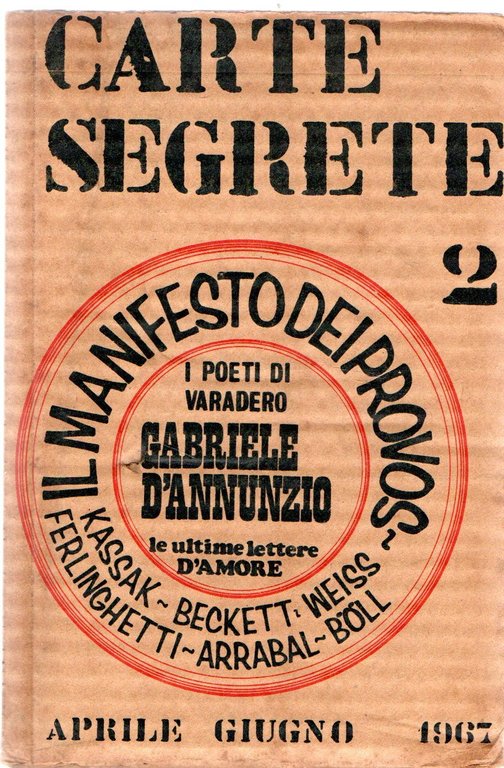 CARTE
SEGRETE
2
IL MANIFESTO DEI PROVOS~
I POETI DI
VARADERO
GABRIELE
D'ANNUNZIO
le ultime lettere
D'AMORE
KASSAK~BECKETT: WEISS
FERLINGHETTI~ARRABAL~BÖLL
APRILE GIUGNO 1967